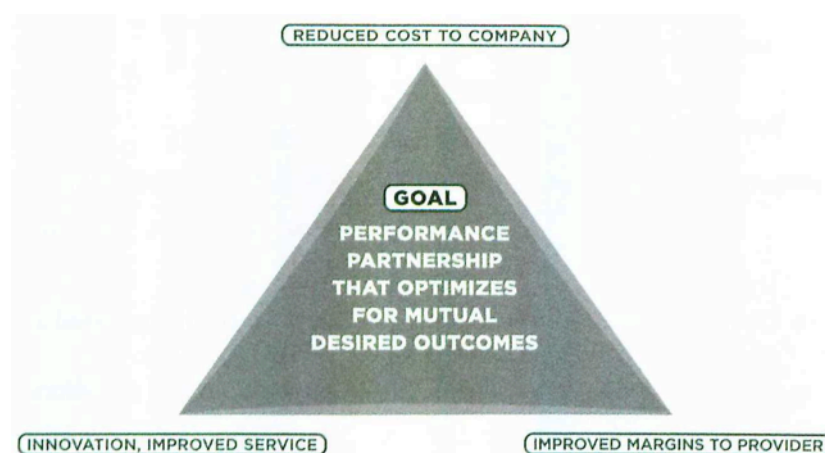 REDUCED COST TO COMPANY
GOAL
PERFORMANCE
PARTNERSHIP
THAT OPTIMIZES
FOR MUTUAL
DESIRED OUTCOMES
INNOVATION, IMPROVED SERVICE
IMPROVED MARGINS TO PROVIDER